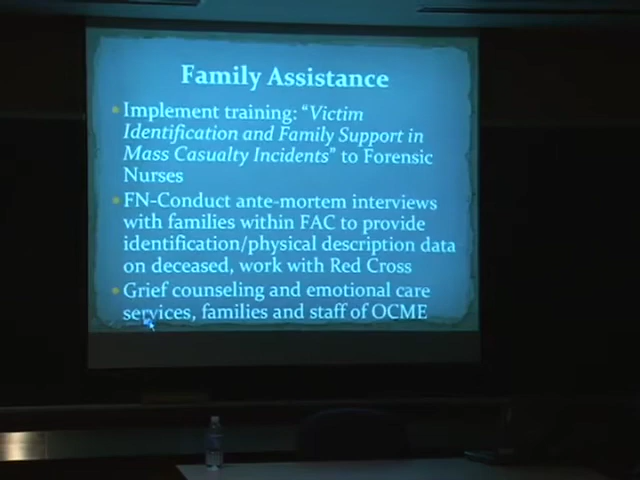 Family Assistance
Implement training: “Victim
Identification and Family Support in
Mass Casualty Incidents” to Forensic
Nurses
FN-Conduct ante-mortem interviews
with families within FAC to provide
identification/physical description data
on deceased, work with Red Cross
Grief counseling and emotional care
services, families and staff of OCME